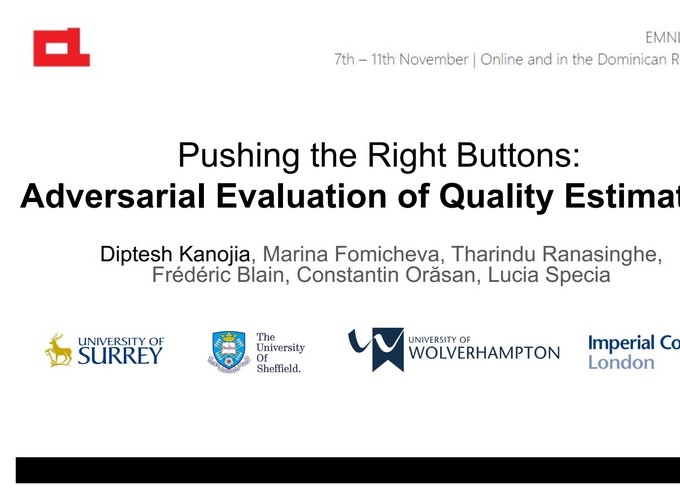 EMNL
7th – 11th November | Online and in the Dominican R
Pushing the Right Buttons:
Adversarial Evaluation of Quality Estimat
Diptesh Kanojia, Marina Fomicheva, Tharindu Ranasinghe,
Frédéric Blain, Constantin Orăsan, Lucia Specia
UNIVERSITY OF
SURREY
The
University
Of
Sheffield.
UNIVERSITY OF
WOLVERHAMPTON
Imperial Co
London